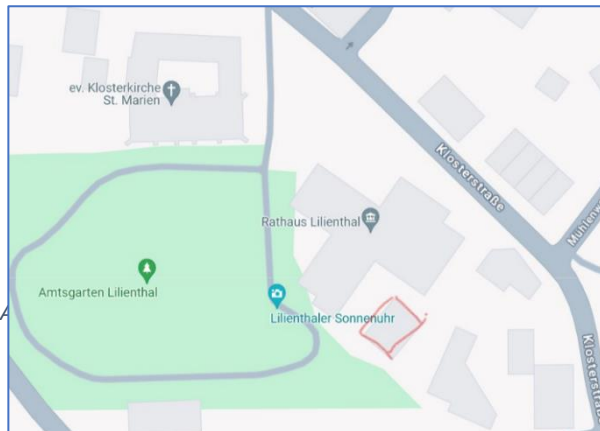 ev. Klosterkirche
St. Marien
Klosterstraße
Rathaus Lilienthal
Amtsgarten Lilienthal
Lilienthaler Sonnenuhr
Klosterstraße